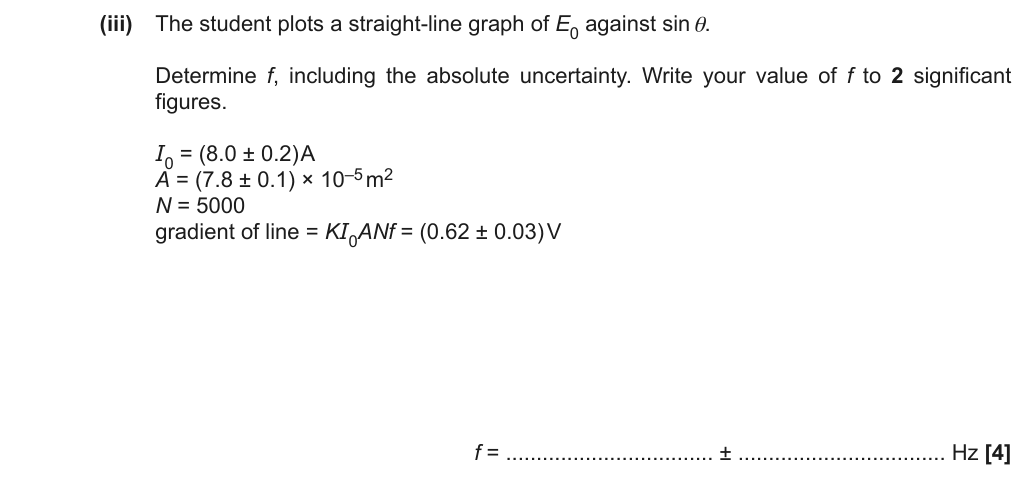 (iii) The student plots a straight-line graph of E₀ against sin θ.
Determine f, including the absolute uncertainty. Write your value of f to 2 significant
figures.
I₀ = (8.0 ± 0.2)A
A = (7.8 ± 0.1) × 10⁻⁵ m²
N = 5000
gradient of line = KI₀ANf = (0.62 ± 0.03)V
f = .................................. ± .................................. Hz [4]